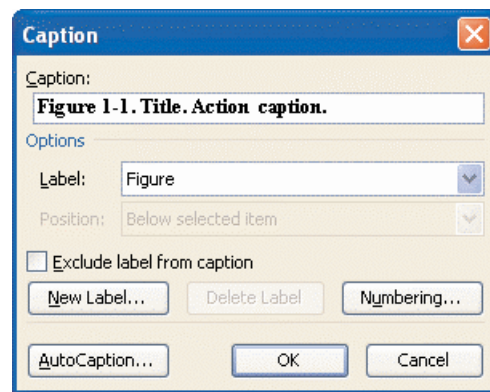 Caption
Caption:
Figure 1-1. Title. Action caption.
Options
Label: Figure
Position: Below selected item
Exclude label from caption
New Label... Delete Label Numbering...
AutoCaption... OK Cancel